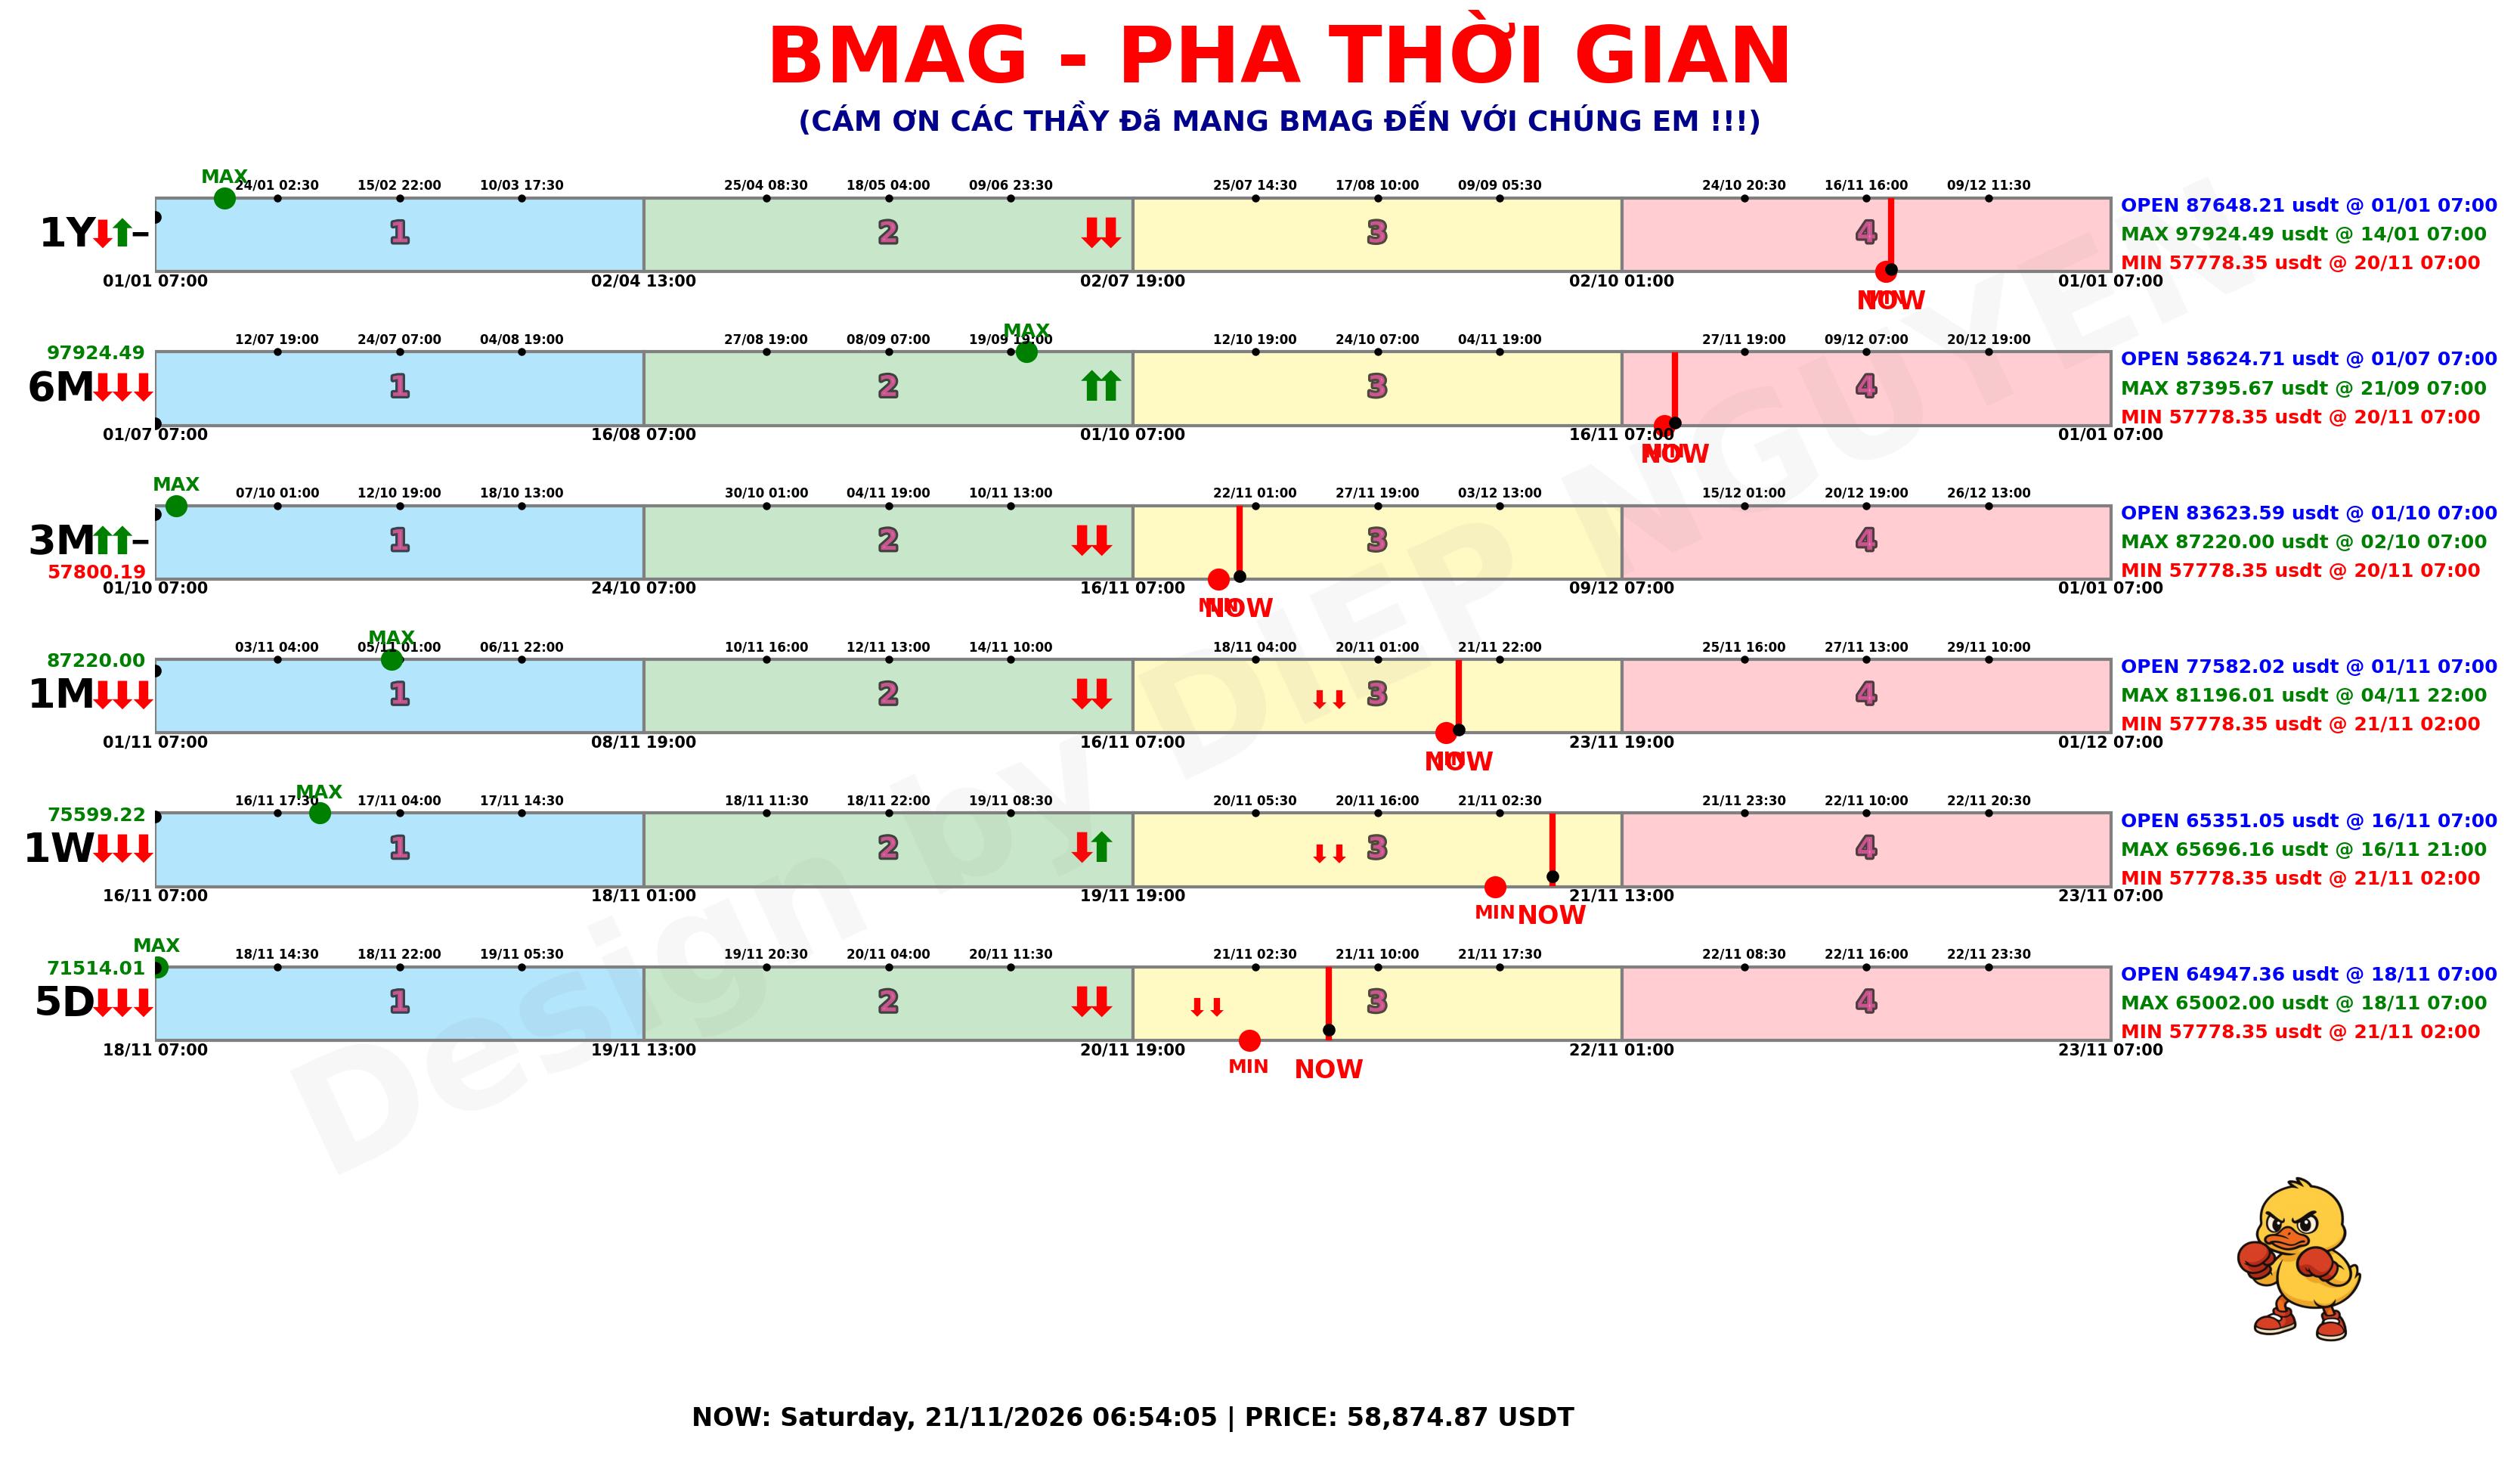 BMAG - PHA THỜI GIAN
(CÁM ƠN CÁC THẦY Đã MANG BMAG ĐẾN VỚI CHÚNG EM !!!)
MAX
24/01 02:30 15/02 22:00 10/03 17:30 25/04 08:30 18/05 04:00 09/06 23:30 25/07 14:30 17/08 10:00 09/09 05:30 24/10 20:30 16/11 16:00 09/12 11:30
OPEN 87648.21 usdt @ 01/01 07:00
1Y 1 2 3 4
MAX 97924.49 usdt @ 14/01 07:00
MIN 57778.35 usdt @ 20/11 07:00
01/01 07:00 02/04 13:00 02/07 19:00 02/10 01:00 01/01 07:00
MIN NOW
MAX
12/07 19:00 24/07 07:00 04/08 19:00 27/08 19:00 08/09 07:00 19/09 19:00 12/10 19:00 24/10 07:00 04/11 19:00 27/11 19:00 09/12 07:00 20/12 19:00
97924.49
OPEN 58624.71 usdt @ 01/07 07:00
6M 1 2 3 4
MAX 87395.67 usdt @ 21/09 07:00
MIN 57778.35 usdt @ 20/11 07:00
01/07 07:00 16/08 07:00 01/10 07:00 16/11 07:00 01/01 07:00
MIN NOW
MAX
07/10 01:00 12/10 19:00 18/10 13:00 30/10 01:00 04/11 19:00 10/11 13:00 22/11 01:00 27/11 19:00 03/12 13:00 15/12 01:00 20/12 19:00 26/12 13:00
OPEN 83623.59 usdt @ 01/10 07:00
3M 1 2 3 4
MAX 87220.00 usdt @ 02/10 07:00
57800.19
MIN 57778.35 usdt @ 20/11 07:00
01/10 07:00 24/10 07:00 16/11 07:00 09/12 07:00 01/01 07:00
MIN NOW
MAX
03/11 04:00 05/11 01:00 06/11 22:00 10/11 16:00 12/11 13:00 14/11 10:00 18/11 04:00 20/11 01:00 21/11 22:00 25/11 16:00 27/11 13:00 29/11 10:00
87220.00
OPEN 77582.02 usdt @ 01/11 07:00
1M 1 2 3 4
MAX 81196.01 usdt @ 04/11 22:00
MIN 57778.35 usdt @ 21/11 02:00
01/11 07:00 08/11 19:00 16/11 07:00 23/11 19:00 01/12 07:00
MIN NOW
MAX
16/11 17:30 17/11 04:00 17/11 14:30 18/11 11:30 18/11 22:00 19/11 08:30 20/11 05:30 20/11 16:00 21/11 02:30 21/11 23:30 22/11 10:00 22/11 20:30
75599.22
OPEN 65351.05 usdt @ 16/11 07:00
1W 1 2 3 4
MAX 65696.16 usdt @ 16/11 21:00
MIN 57778.35 usdt @ 21/11 02:00
16/11 07:00 18/11 01:00 19/11 19:00 21/11 13:00 23/11 07:00
MIN NOW
MAX
18/11 14:30 18/11 22:00 19/11 05:30 19/11 20:30 20/11 04:00 20/11 11:30 21/11 02:30 21/11 10:00 21/11 17:30 22/11 08:30 22/11 16:00 22/11 23:30
71514.01
OPEN 64947.36 usdt @ 18/11 07:00
5D 1 2 3 4
MAX 65002.00 usdt @ 18/11 07:00
MIN 57778.35 usdt @ 21/11 02:00
18/11 07:00 19/11 13:00 20/11 19:00 22/11 01:00 23/11 07:00
MIN NOW
Design by DIEP NGUYEN
NOW: Saturday, 21/11/2026 06:54:05 | PRICE: 58,874.87 USDT